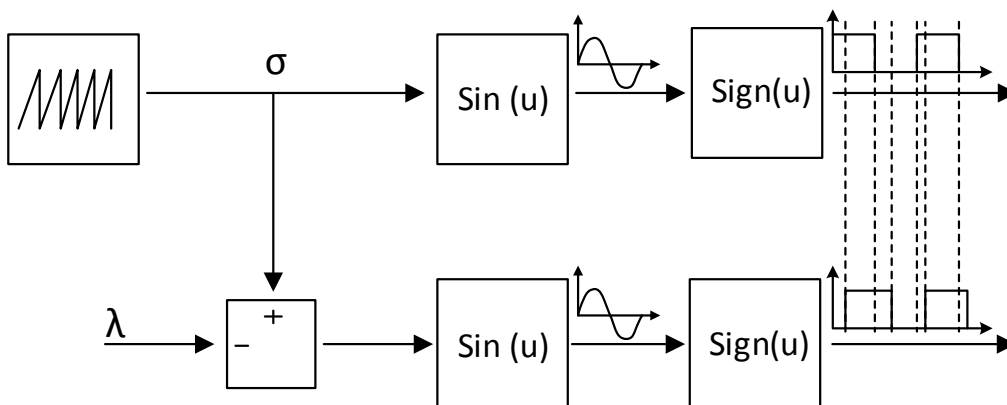 σ
Sin (u)
Sign(u)
λ
+
−
Sin (u)
Sign(u)